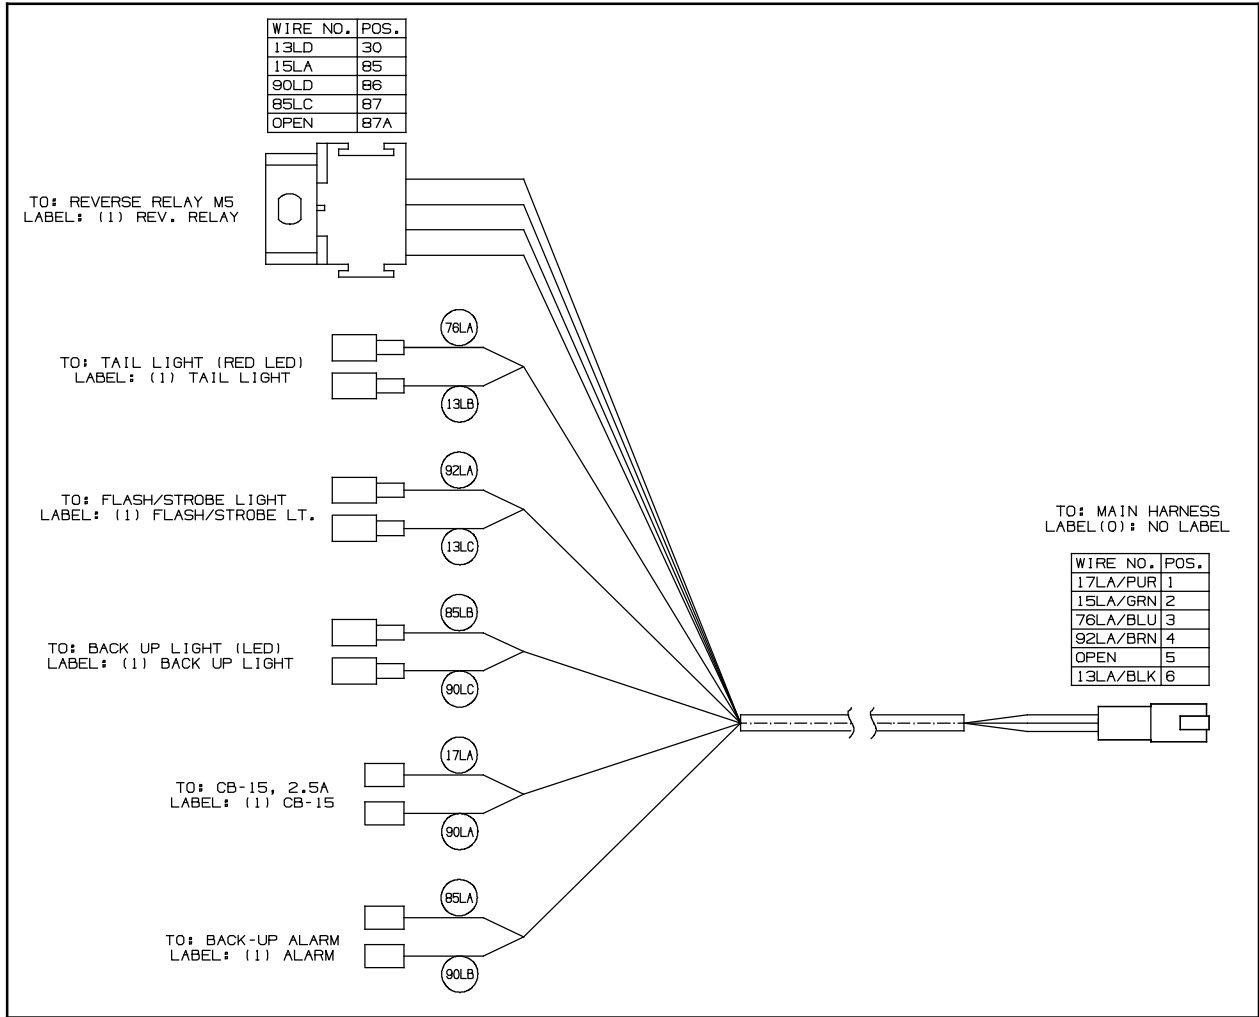 WIRE NO. POS.
13LD 30
15LA 85
90LD 86
85LC 87
OPEN 87A
TO: REVERSE RELAY M5
LABEL: (1) REV. RELAY
76LA
TO: TAIL LIGHT (RED LED)
LABEL: (1) TAIL LIGHT
13LB
92LA
TO: FLASH/STROBE LIGHT
LABEL: (1) FLASH/STROBE LT.
13LC
TO: MAIN HARNESS
LABEL(0): NO LABEL
WIRE NO. POS.
17LA/PUR 1
15LA/GRN 2
76LA/BLU 3
92LA/BRN 4
OPEN 5
13LA/BLK 6
85LB
TO: BACK UP LIGHT (LED)
LABEL: (1) BACK UP LIGHT
90LC
17LA
TO: CB-15, 2.5A
LABEL: (1) CB-15
90LA
85LA
TO: BACK-UP ALARM
LABEL: (1) ALARM
90LB